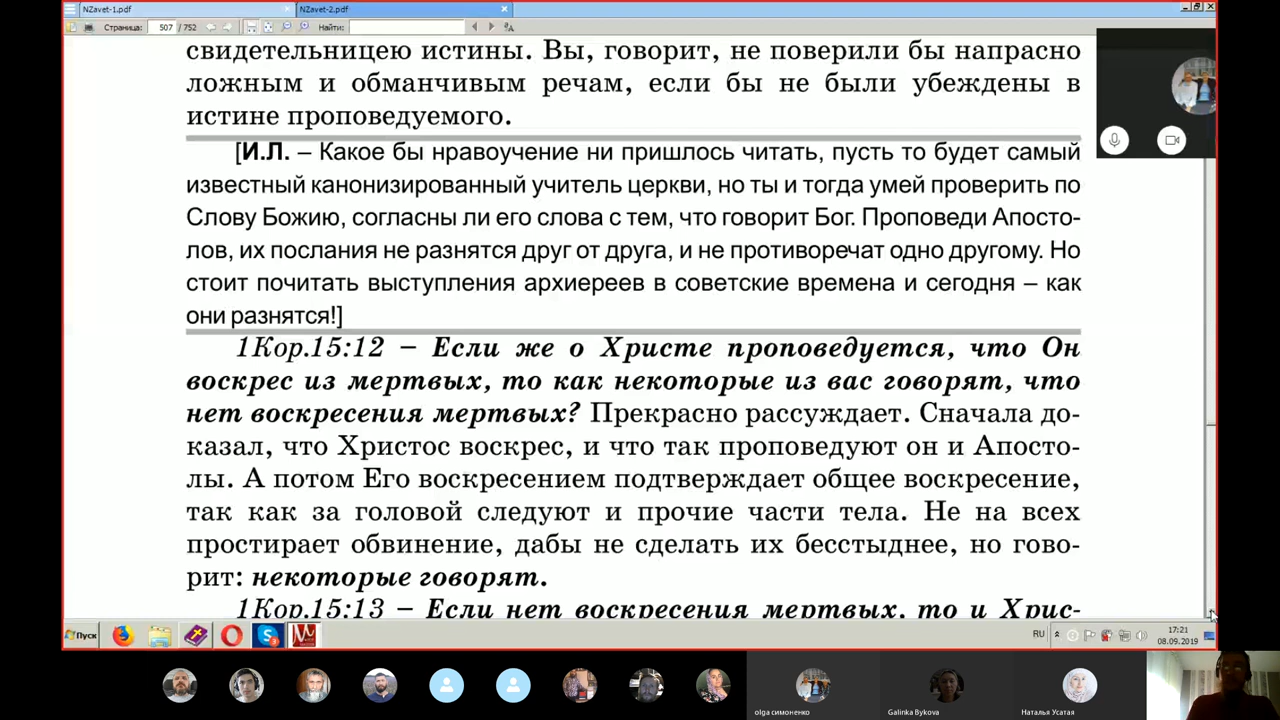 NZavet-1.pdf
NZavet-2.pdf
Страница: 507 / 752
Найти:
свидетельницею истины. Вы, говорит, не поверили бы напрасно
ложным и обманчивым речам, если бы не были убеждены в
истине проповедуемого.
[И.Л. – Какое бы нравоучение ни пришлось читать, пусть то будет самый
известный канонизированный учитель церкви, но ты и тогда умей проверить по
Слову Божию, согласны ли его слова с тем, что говорит Бог. Проповеди Апосто-
лов, их послания не разнятся друг от друга, и не противоречат одно другому. Но
стоит почитать выступления архиереев в советские времена и сегодня – как
они разнятся!]
1Кор.15:12 – Если же о Христе проповедуется, что Он
воскрес из мертвых, то как некоторые из вас говорят, что
нет воскресения мертвых? Прекрасно рассуждает. Сначала до-
казал, что Христос воскрес, и что так проповедуют он и Апосто-
лы. А потом Его воскресением подтверждает общее воскресение,
так как за головой следуют и прочие части тела. Не на всех
простирает обвинение, дабы не сделать их бесстыднее, но гово-
рит: некоторые говорят.
1Кор.15:13 – Если нет воскресения мертвых, то и Хрис-
Пуск
RU
17:21
08.09.2019
olga симоненко
Galinka Bykova
Наталья Усатая